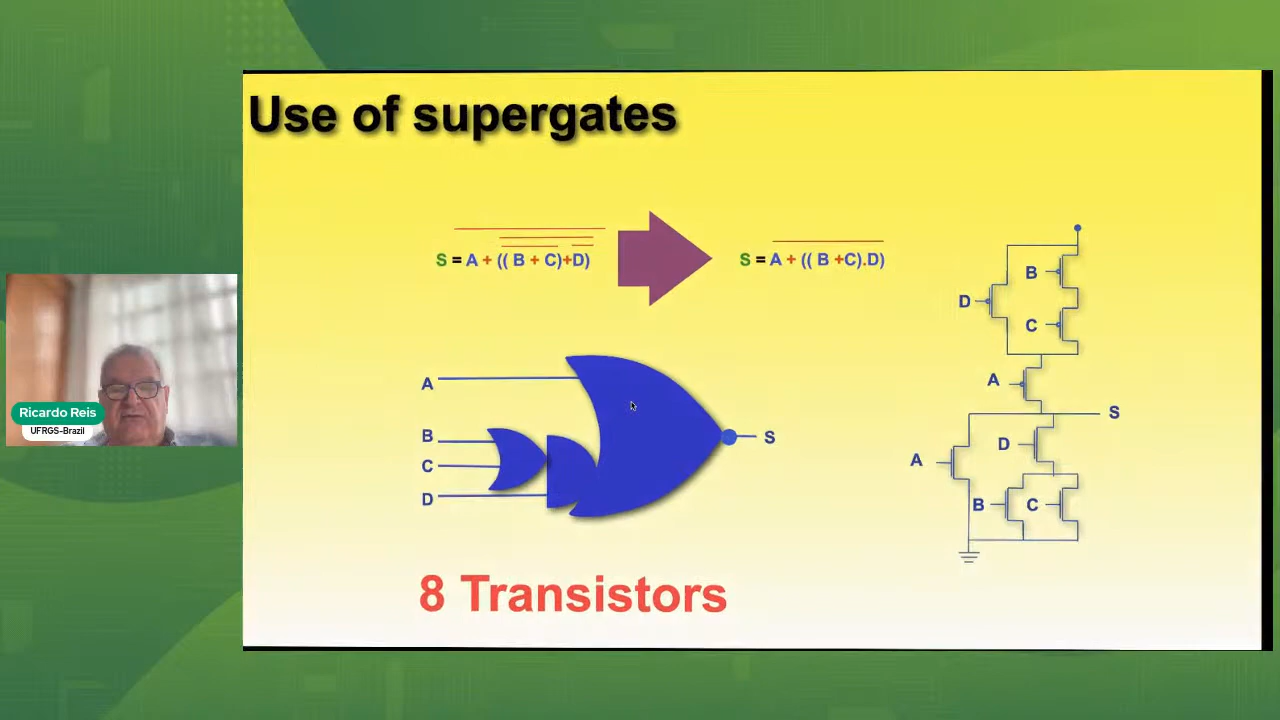 Use of supergates
S = A + (( B + C)+D)
S = A + (( B +C).D)
A
B
C
D
S
8 Transistors
B
D
C
A
S
A
D
B
C
Ricardo Reis
UFRGS-Brazil